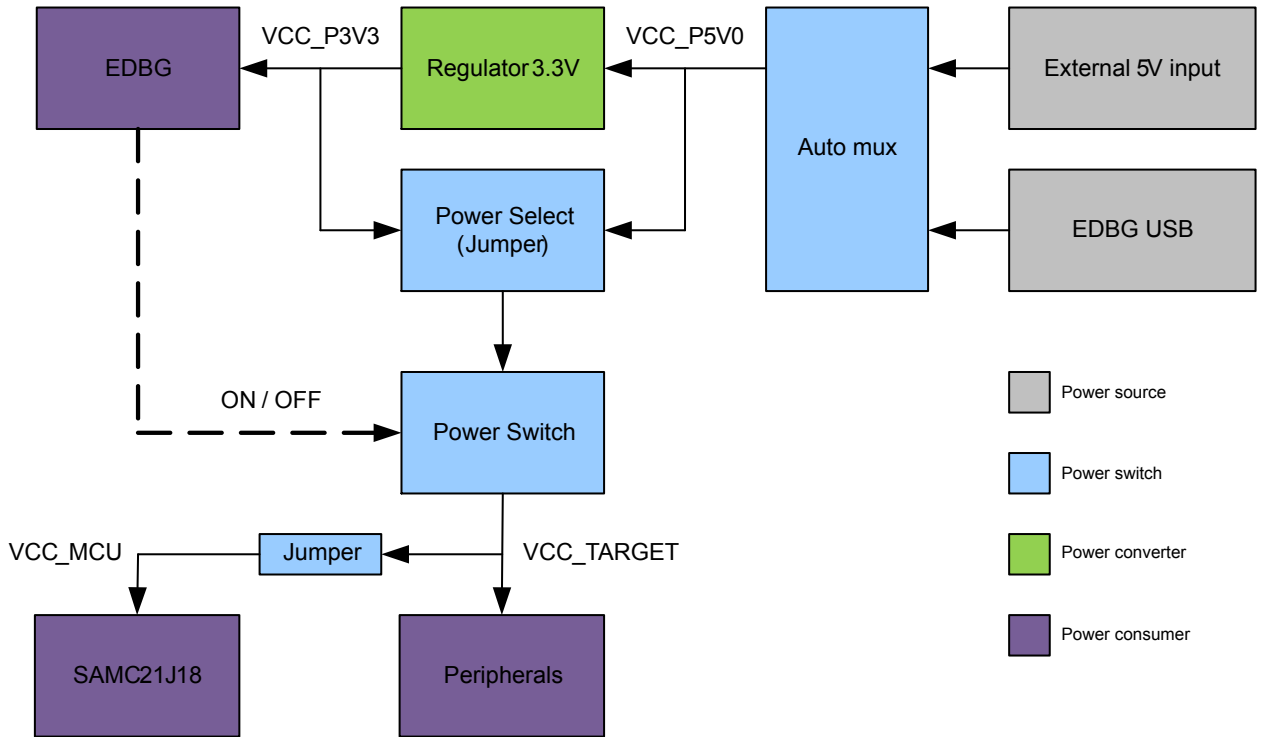 EDBG
VCC_P3V3
Regulator 3.3V
VCC_P5V0
Auto mux
External 5V input
Power Select
(Jumper)
EDBG USB
ON / OFF
Power Switch
Power source
Power switch
VCC_MCU
Jumper
VCC_TARGET
Power converter
SAMC21J18
Peripherals
Power consumer